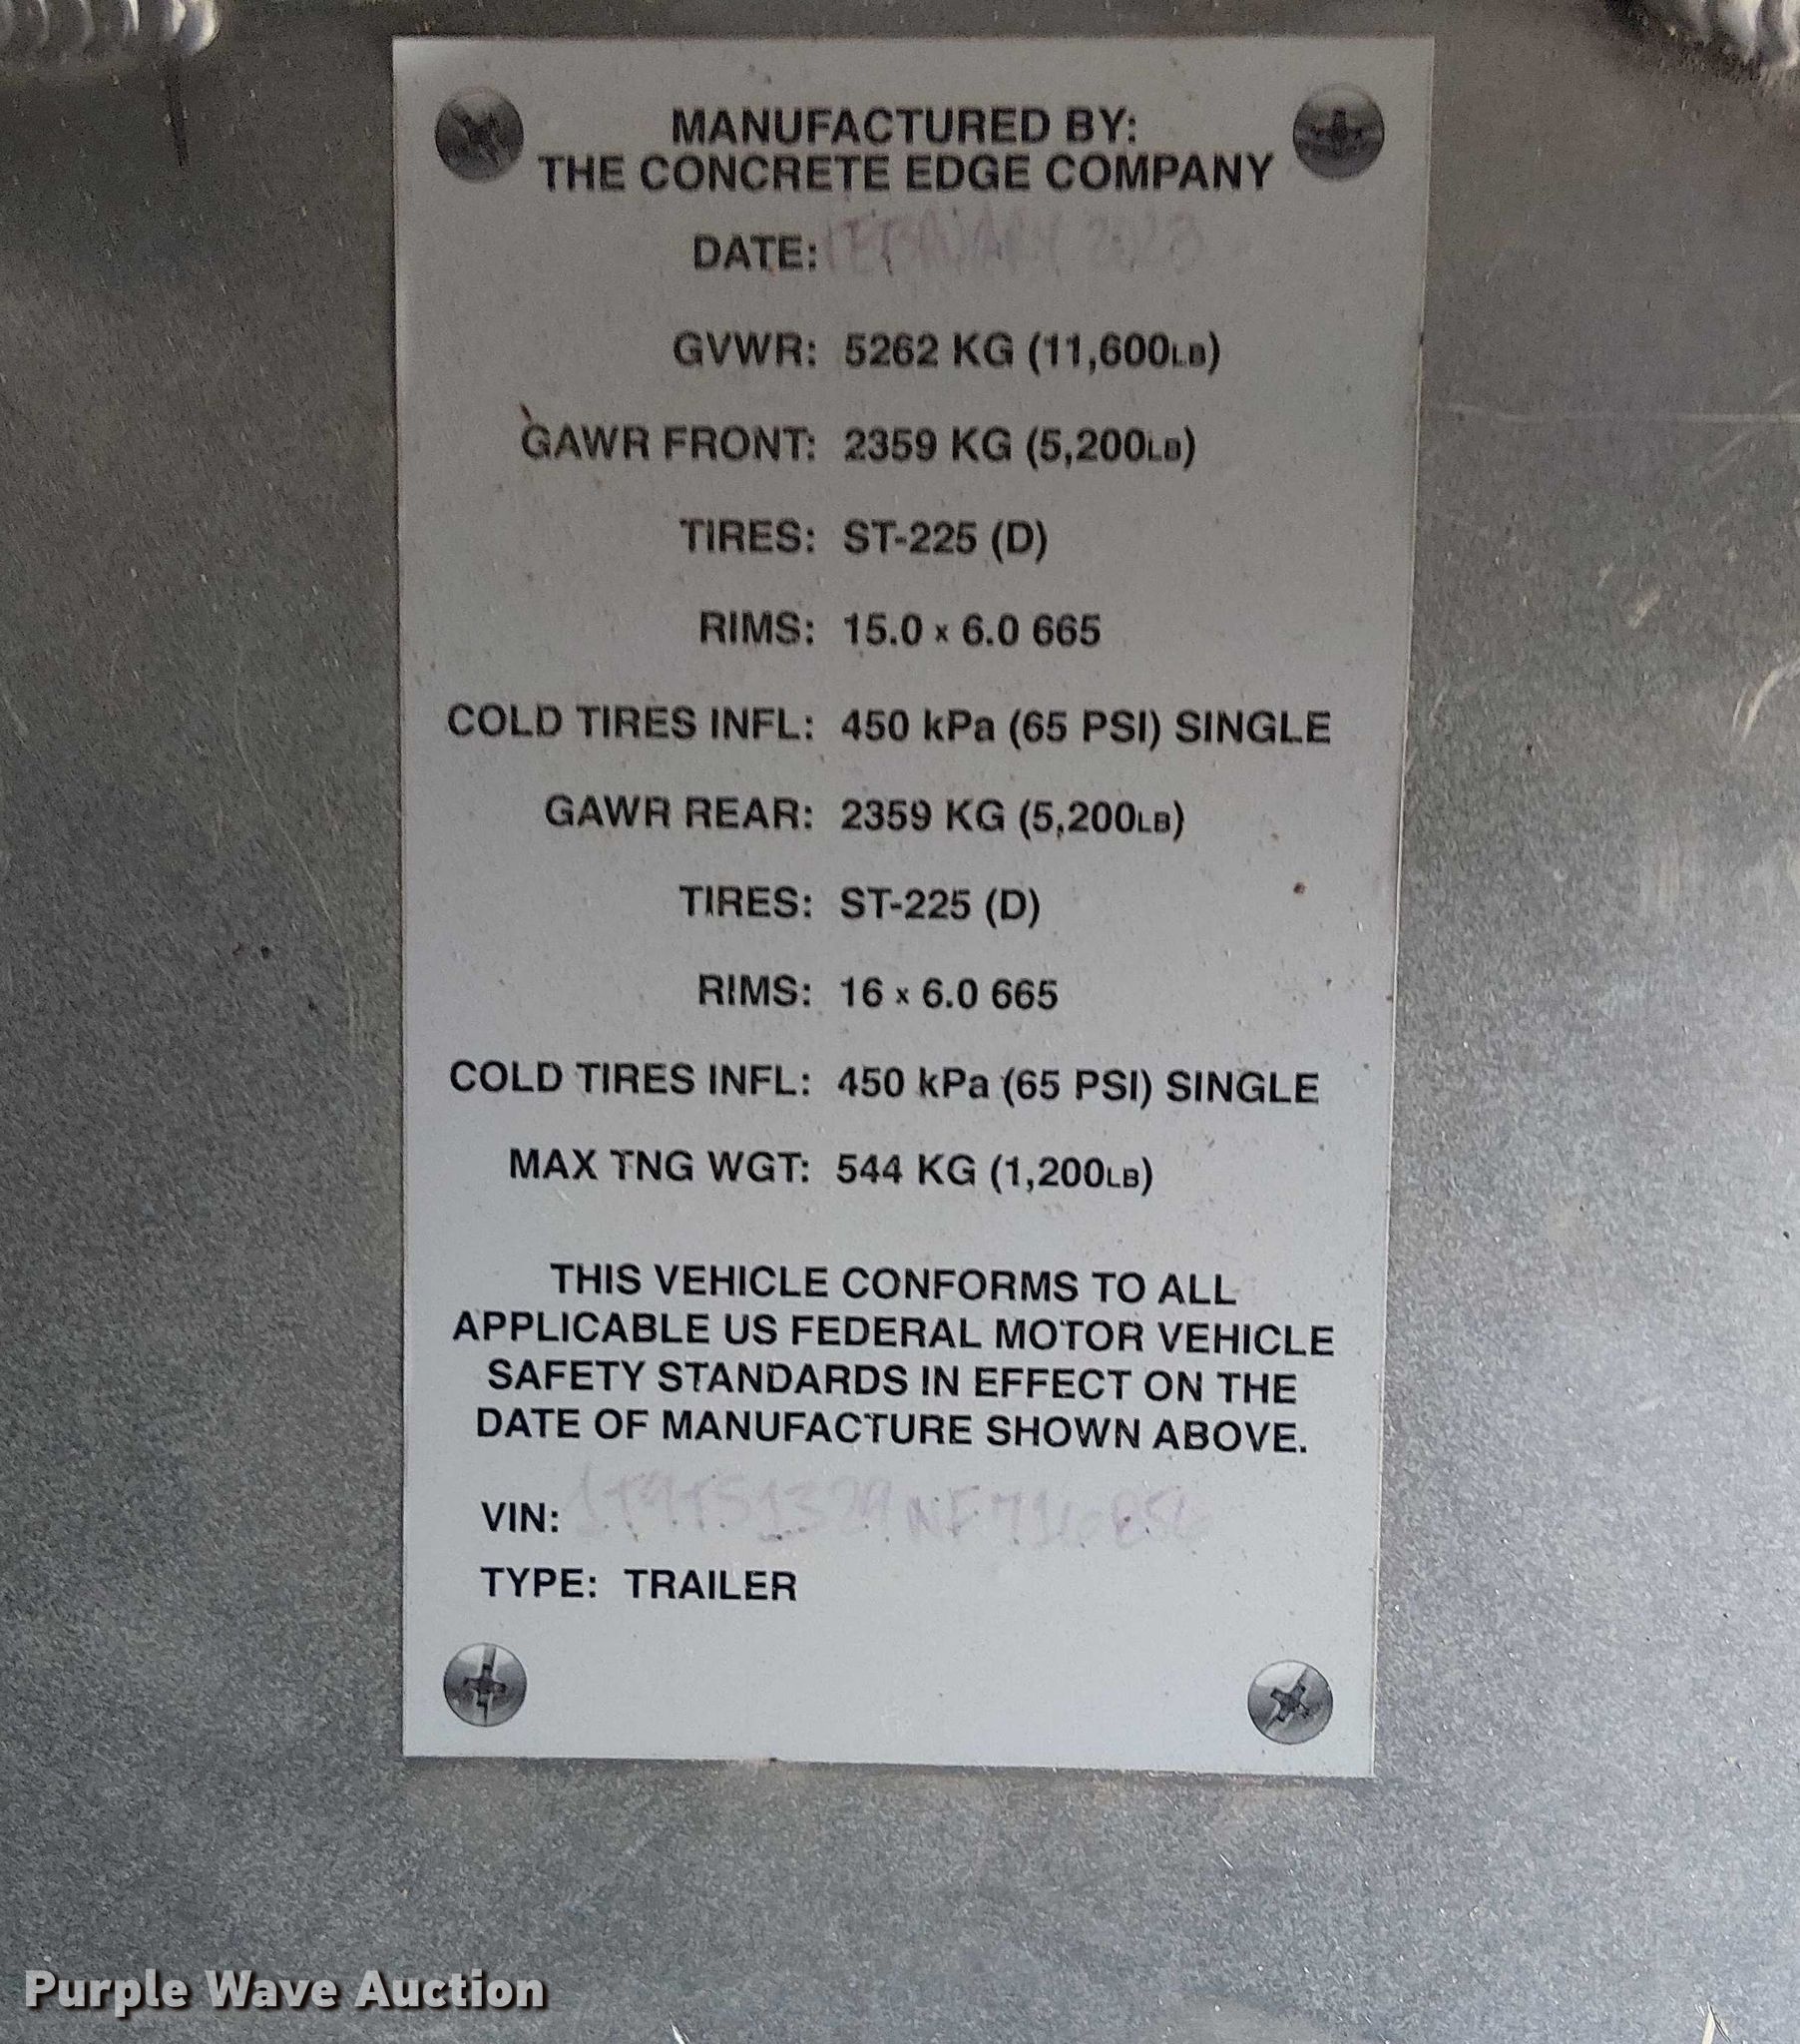 MANUFACTURED BY:
THE CONCRETE EDGE COMPANY
DATE: FEBRUARY 2023
GVWR: 5262 KG (11,600LB)
GAWR FRONT: 2359 KG (5,200LB)
TIRES: ST-225 (D)
RIMS: 15.0 x 6.0 665
COLD TIRES INFL: 450 kPa (65 PSI) SINGLE
GAWR REAR: 2359 KG (5,200LB)
TIRES: ST-225 (D)
RIMS: 16 x 6.0 665
COLD TIRES INFL: 450 kPa (65 PSI) SINGLE
MAX TNG WGT: 544 KG (1,200LB)
THIS VEHICLE CONFORMS TO ALL
APPLICABLE US FEDERAL MOTOR VEHICLE
SAFETY STANDARDS IN EFFECT ON THE
DATE OF MANUFACTURE SHOWN ABOVE.
VIN:
TYPE: TRAILER
Purple Wave Auction